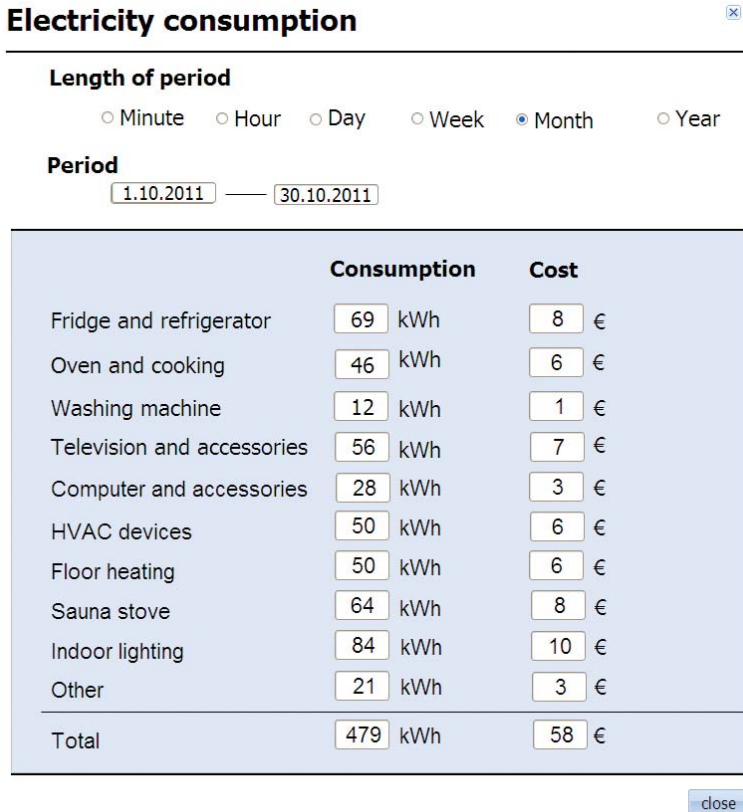 Electricity consumption
Length of period
Minute Hour Day Week Month Year
Period
1.10.2011 30.10.2011
Consumption Cost
Fridge and refrigerator 69 kWh 8 €
Oven and cooking 46 kWh 6 €
Washing machine 12 kWh 1 €
Television and accessories 56 kWh 7 €
Computer and accessories 28 kWh 3 €
HVAC devices 50 kWh 6 €
Floor heating 50 kWh 6 €
Sauna stove 64 kWh 8 €
Indoor lighting 84 kWh 10 €
Other 21 kWh 3 €
Total 479 kWh 58 €
close